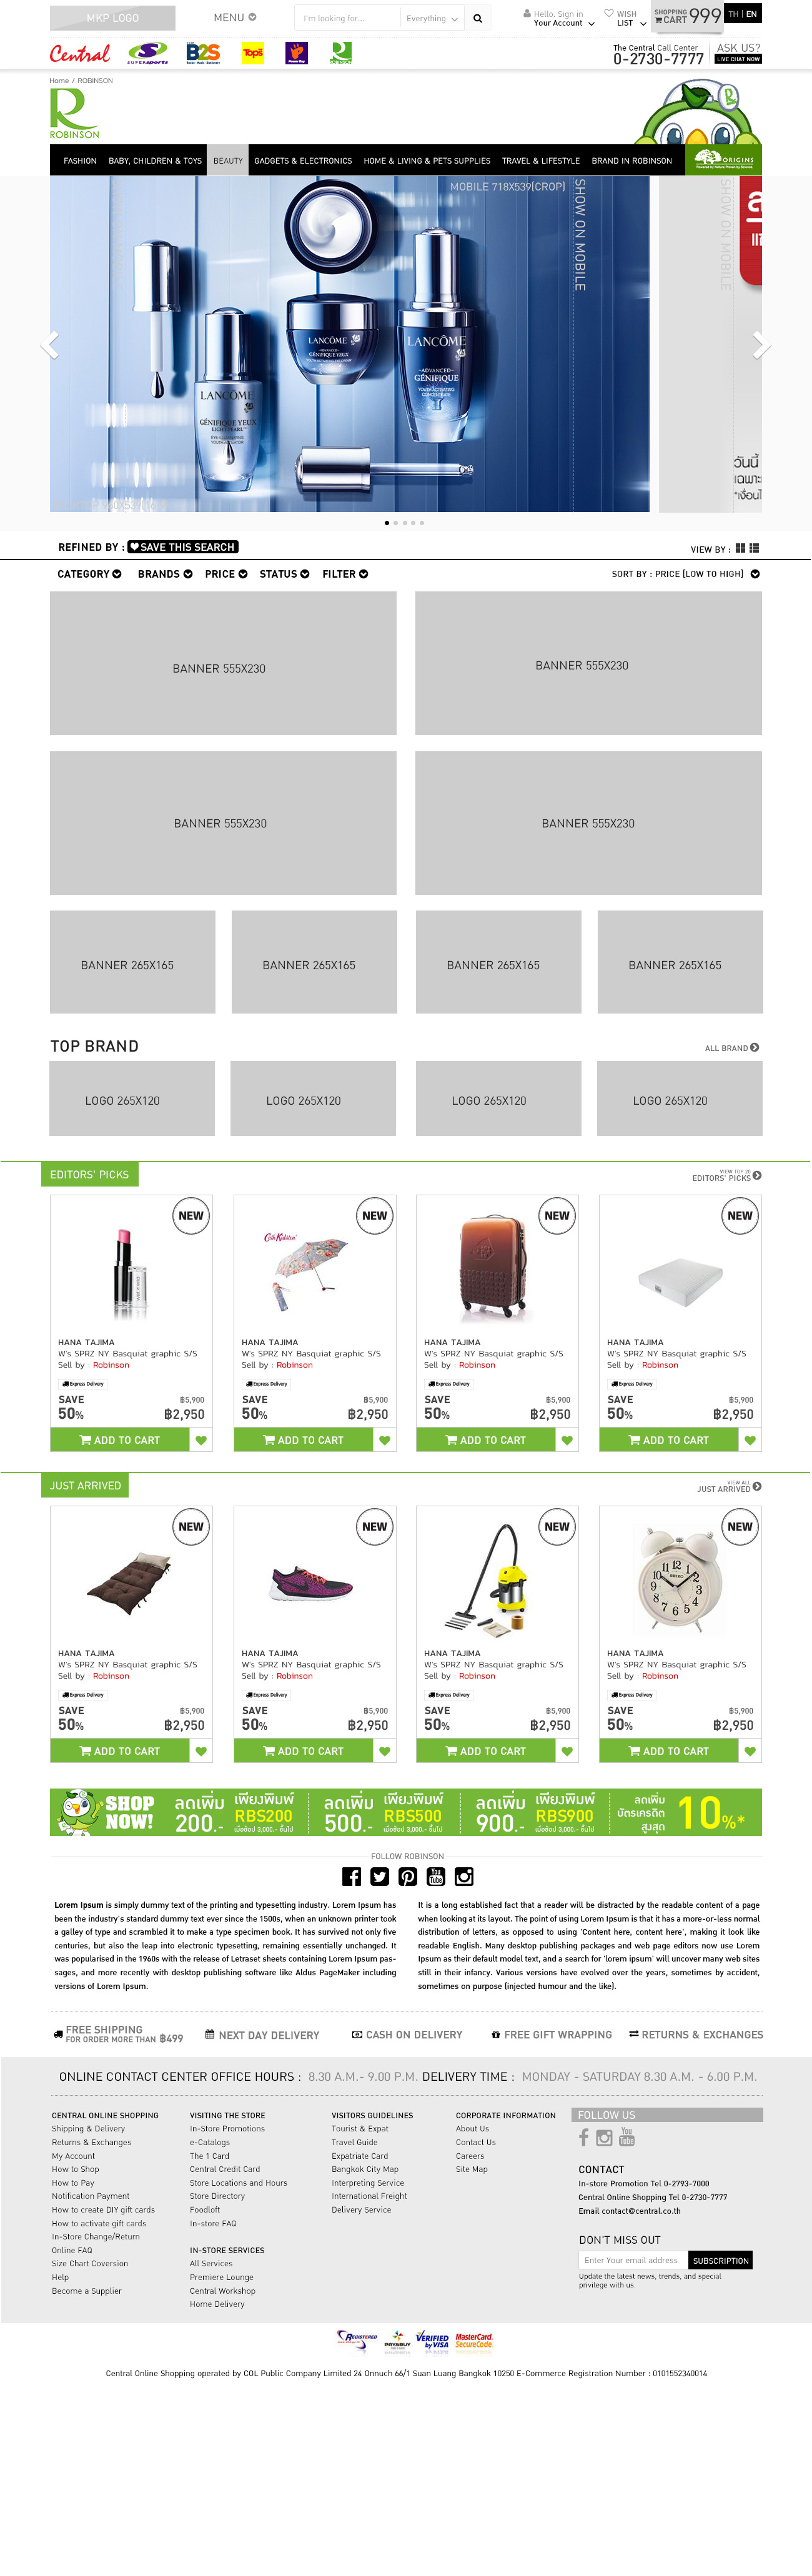 MKP LOGO
MENU
I'm looking for....
Everything
Hello, Sign in
Your Account
WISH
LIST
SHOPPING
CART
999
TH | EN
Central
SUPERSPORTS
B2S
Tops
Power Buy
The Central Call Center
0-2730-7777
ASK US?
LIVE CHAT NOW
Home / ROBINSON
ROBINSON
FASHION
BABY, CHILDREN & TOYS
BEAUTY
GADGETS & ELECTRONICS
HOME & LIVING & PETS SUPPLIES
TRAVEL & LIFESTYLE
BRAND IN ROBINSON
ORIGINS
MOBILE 718X539(CROP)
SHOW ON MOBILE
SHOW ON MOBILE
LANCÔME
ADVANCED
GÉNIFIQUE YEUX
LANCÔME
ADVANCED
GÉNIFIQUE
YOUTH ACTIVATING
CONCENTRATE
LANCÔME
GÉNIFIQUE YEUX
LIGHT-PEARL
วันนี้
เฉพาะ
*เงื่อนไ
REFINED BY :
SAVE THIS SEARCH
VIEW BY :
CATEGORY
BRANDS
PRICE
STATUS
FILTER
SORT BY : PRICE (LOW TO HIGH)
BANNER 555X230
BANNER 555X230
BANNER 555X230
BANNER 555X230
BANNER 265X165
BANNER 265X165
BANNER 265X165
BANNER 265X165
TOP BRAND
ALL BRAND
LOGO 265X120
LOGO 265X120
LOGO 265X120
LOGO 265X120
EDITORS' PICKS
VIEW TOP 20
EDITORS' PICKS
NEW
NEW
NEW
NEW
Cath Kidston
HANA TAJIMA
W's SPRZ NY Basquiat graphic S/S
Sell by : Robinson
Express Delivery
SAVE
฿5,900
50%
฿2,950
ADD TO CART
HANA TAJIMA
W's SPRZ NY Basquiat graphic S/S
Sell by : Robinson
Express Delivery
SAVE
฿5,900
50%
฿2,950
ADD TO CART
HANA TAJIMA
W's SPRZ NY Basquiat graphic S/S
Sell by : Robinson
Express Delivery
SAVE
฿5,900
50%
฿2,950
ADD TO CART
HANA TAJIMA
W's SPRZ NY Basquiat graphic S/S
Sell by : Robinson
Express Delivery
SAVE
฿5,900
50%
฿2,950
ADD TO CART
JUST ARRIVED
VIEW ALL
JUST ARRIVED
NEW
NEW
NEW
NEW
SEIKO
HANA TAJIMA
W's SPRZ NY Basquiat graphic S/S
Sell by : Robinson
Express Delivery
SAVE
฿5,900
50%
฿2,950
ADD TO CART
HANA TAJIMA
W's SPRZ NY Basquiat graphic S/S
Sell by : Robinson
Express Delivery
SAVE
฿5,900
50%
฿2,950
ADD TO CART
HANA TAJIMA
W's SPRZ NY Basquiat graphic S/S
Sell by : Robinson
Express Delivery
SAVE
฿5,900
50%
฿2,950
ADD TO CART
HANA TAJIMA
W's SPRZ NY Basquiat graphic S/S
Sell by : Robinson
Express Delivery
SAVE
฿5,900
50%
฿2,950
ADD TO CART
SHOP NOW!
ลดเพิ่ม 200.-
เพียงพิมพ์ RBS200
เมื่อช้อป 3,000.- ขึ้นไป
ลดเพิ่ม 500.-
เพียงพิมพ์ RBS500
เมื่อช้อป 3,000.- ขึ้นไป
ลดเพิ่ม 900.-
เพียงพิมพ์ RBS900
เมื่อช้อป 3,000.- ขึ้นไป
ลดเพิ่ม
บัตรเครดิต
สูงสุด
10%*
FOLLOW ROBINSON
Lorem Ipsum is simply dummy text of the printing and typesetting industry. Lorem Ipsum has
been the industry's standard dummy text ever since the 1500s, when an unknown printer took
a galley of type and scrambled it to make a type specimen book. It has survived not only five
centuries, but also the leap into electronic typesetting, remaining essentially unchanged. It
was popularised in the 1960s with the release of Letraset sheets containing Lorem Ipsum pas-
sages, and more recently with desktop publishing software like Aldus PageMaker including
versions of Lorem Ipsum.
It is a long established fact that a reader will be distracted by the readable content of a page
when looking at its layout. The point of using Lorem Ipsum is that it has a more-or-less normal
distribution of letters, as opposed to using 'Content here, content here', making it look like
readable English. Many desktop publishing packages and web page editors now use Lorem
Ipsum as their default model text, and a search for 'lorem ipsum' will uncover many web sites
still in their infancy. Various versions have evolved over the years, sometimes by accident,
sometimes on purpose (injected humour and the like).
FREE SHIPPING
FOR ORDER MORE THAN ฿499
NEXT DAY DELIVERY
CASH ON DELIVERY
FREE GIFT WRAPPING
RETURNS & EXCHANGES
ONLINE CONTACT CENTER OFFICE HOURS : 8.30 A.M.- 9.00 P.M. DELIVERY TIME : MONDAY - SATURDAY 8.30 A.M. - 6.00 P.M.
CENTRAL ONLINE SHOPPING
Shipping & Delivery
Returns & Exchanges
My Account
How to Shop
How to Pay
Notification Payment
How to create DIY gift cards
How to activate gift cards
In-Store Change/Return
Online FAQ
Size Chart Coversion
Help
Become a Supplier
VISITING THE STORE
In-Store Promotions
e-Catalogs
The 1 Card
Central Credit Card
Store Locations and Hours
Store Directory
Foodloft
In-store FAQ
IN-STORE SERVICES
All Services
Premiere Lounge
Central Workshop
Home Delivery
VISITORS GUIDELINES
Tourist & Expat
Travel Guide
Expatriate Card
Bangkok City Map
Interpreting Service
International Freight
Delivery Service
CORPORATE INFORMATION
About Us
Contact Us
Careers
Site Map
FOLLOW US
CONTACT
In-store Promotion Tel 0-2793-7000
Central Online Shopping Tel 0-2730-7777
Email contact@central.co.th
DON'T MISS OUT
Enter Your email address
SUBSCRIPTION
Update the latest news, trends, and special
privilege with us.
REGISTERED
PAYSBUY
VERIFIED by VISA
MasterCard. SecureCode.
Central Online Shopping operated by COL Public Company Limited 24 Onnuch 66/1 Suan Luang Bangkok 10250 E-Commerce Registration Number : 0101552340014